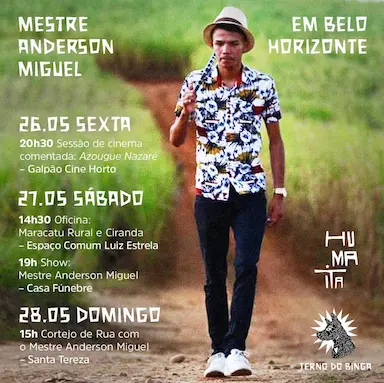 MESTRE
ANDERSON
MIGUEL
EM BELO
HORIZONTE
26.05 SEXTA
20h30 Sessão de cinema
comentada: Azougue Nazaré
– Galpão Cine Horto
27.05 SÁBADO
14h30 Oficina:
Maracatu Rural e Ciranda
– Espaço Comum Luiz Estrela
19h Show:
Mestre Anderson Miguel
– Casa Fúnebre
28.05 DOMINGO
15h Cortejo de Rua com
o Mestre Anderson Miguel
– Santa Tereza
HU
MA
ITA
TERNO DO BINGA